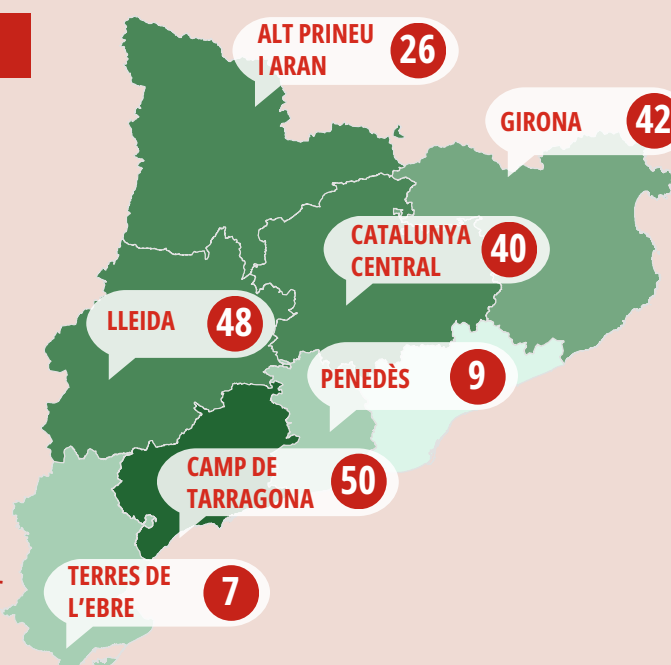 ALT PRINEU
I ARAN
26
GIRONA
42
CATALUNYA
CENTRAL
40
LLEIDA
48
PENEDÈS
9
CAMP DE
TARRAGONA
50
TERRES DE
L'EBRE
7